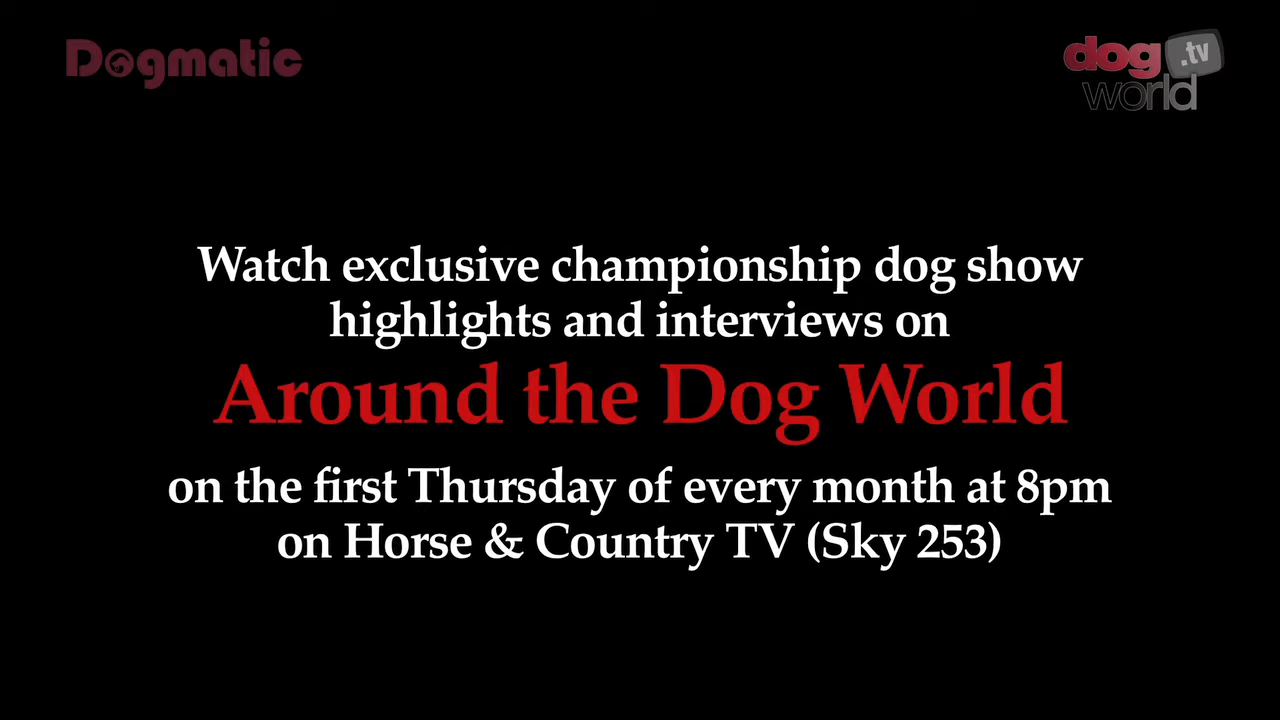 Dogmatic
dog .tv
world
Watch exclusive championship dog show
highlights and interviews on
Around the Dog World
on the first Thursday of every month at 8pm
on Horse & Country TV (Sky 253)